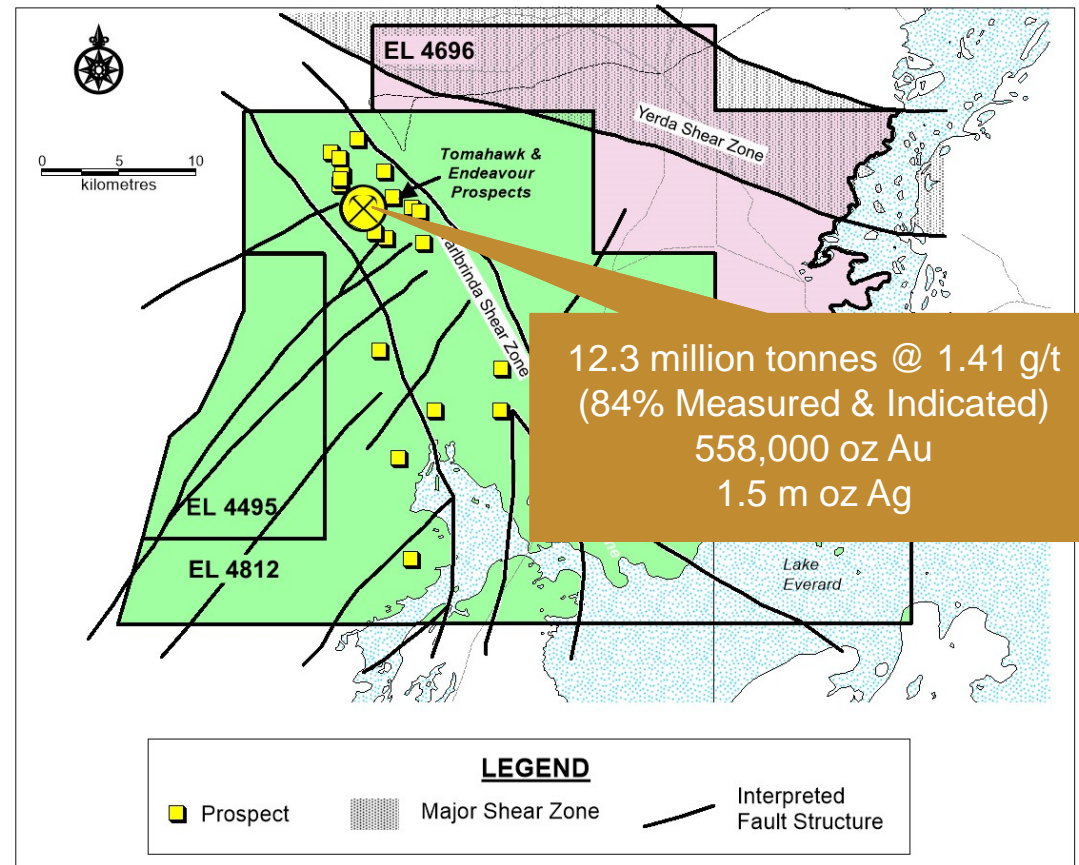 EL 4696
Yerda Shear Zone
0 5 10
kilometres
Tomahawk &
Endeavour
Prospects
arlbrinda Shear Zone
12.3 million tonnes @ 1.41 g/t
(84% Measured & Indicated)
558,000 oz Au
1.5 m oz Ag
EL 4495
EL 4812
Lake
Everard
LEGEND
Prospect
Major Shear Zone
Interpreted
Fault Structure